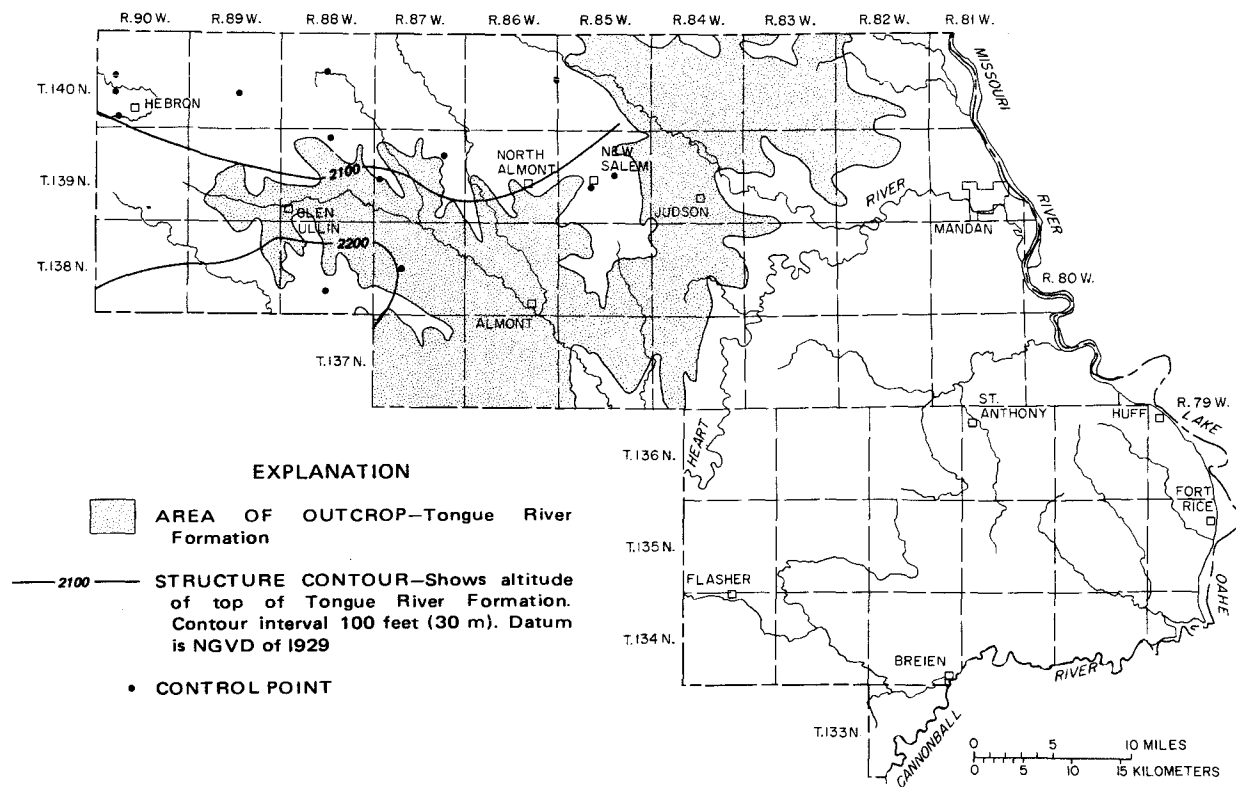 R.90 W. R.89 W. R.88 W. R.87 W. R.86 W. R.85 W. R.84 W. R.83 W. R.82 W. R.81 W.
MISSOURI
RIVER
T.140 N.
HEBRON
2100
NORTH
ALMONT
NEW
SALEM
T.139 N.
RIVER
GLEN
ULLIN
JUDSON
MANDAN
2200
T.138 N.
R. 80 W.
ALMONT
T.137 N.
ST.
ANTHONY
HUFF
R. 79 W.
LAKE
HEART
T.136 N.
FORT
RICE
T.135 N.
FLASHER
OAHE
T.134 N.
BREIEN
RIVER
T.133 N.
CANNONBALL
EXPLANATION
AREA OF OUTCROP—Tongue River
Formation
2100
STRUCTURE CONTOUR—Shows altitude
of top of Tongue River Formation.
Contour interval 100 feet (30 m). Datum
is NGVD of 1929
CONTROL POINT
0 5 10 MILES
0 5 10 15 KILOMETERS